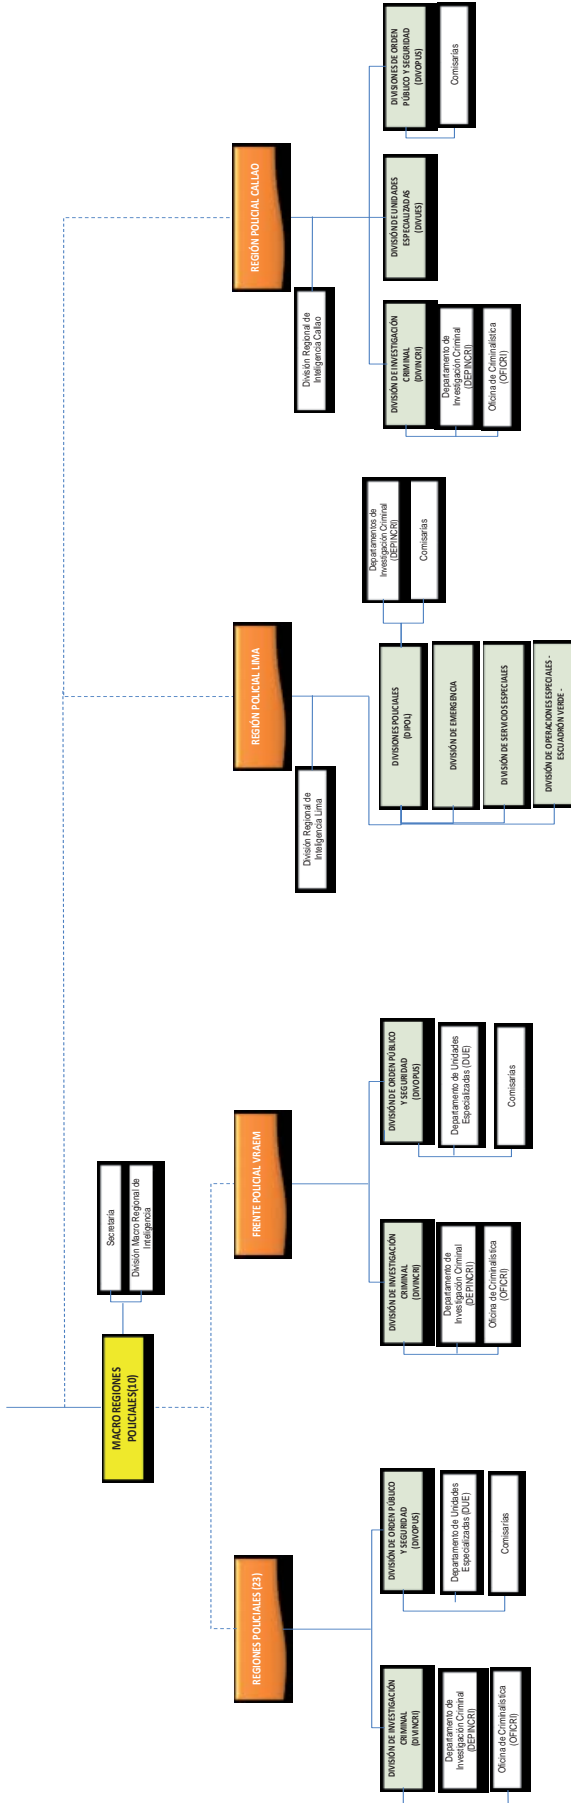 MACRO REGIONES
POLICIALES(10)
Secretaría
División Macro Regional de
Inteligencia
REGIONES POLICIALES (23)
DIVISIÓN DE INVESTIGACIÓN
CRIMINAL
(DIVINCRI)
Departamento de
Investigación Criminal
(DEPINCRI)
Oficina de Criminalística
(OFICRI)
DIVISIÓN DE ORDEN PÚBLICO
Y SEGURIDAD
(DIVOPUS)
Departamento de Unidades
Especializadas (DUE)
Comisarías
FRENTE POLICIAL VRAEM
DIVISIÓN DE INVESTIGACIÓN
CRIMINAL
(DIVINCRI)
Departamento de
Investigación Criminal
(DEPINCRI)
Oficina de Criminalística
(OFICRI)
DIVISIÓN DE ORDEN PÚBLICO
Y SEGURIDAD
(DIVOPUS)
Departamento de Unidades
Especializadas (DUE)
Comisarías
REGIÓN POLICIAL LIMA
División Regional de
Inteligencia Lima
DIVISIONES POLICIALES
(DIPOL)
Departamentos de
Investigación Criminal
(DEPINCRI)
Comisarías
DIVISIÓN DE EMERGENCIA
DIVISIÓN DE SERVICIOS ESPECIALES
DIVISIÓN DE OPERACIONES ESPECIALES -
ESCUADRÓN VERDE -
REGIÓN POLICIAL CALLAO
División Regional de
Inteligencia Callao
DIVISIÓN DE INVESTIGACIÓN
CRIMINAL
(DIVINCRI)
Departamento de
Investigación Criminal
(DEPINCRI)
Oficina de Criminalística
(OFICRI)
DIVISIÓN DE UNIDADES
ESPECIALIZADAS
(DIVUES)
DIVISIONES DE ORDEN
PÚBLICO Y SEGURIDAD
(DIVOPUS)
Comisarías